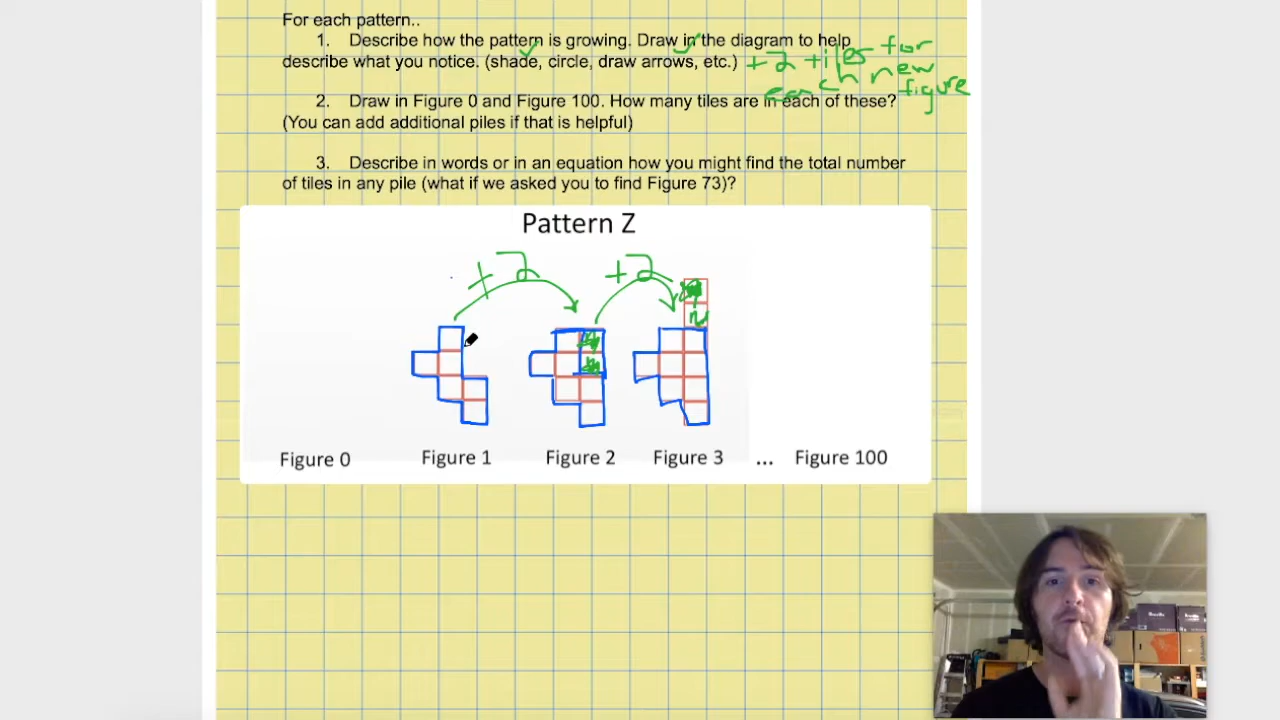 For each pattern..
1. Describe how the pattern is growing. Draw in the diagram to help
describe what you notice. (shade, circle, draw arrows, etc.)
+2 tiles for
each new
figure
2. Draw in Figure 0 and Figure 100. How many tiles are in each of these?
(You can add additional piles if that is helpful)
3. Describe in words or in an equation how you might find the total number
of tiles in any pile (what if we asked you to find Figure 73)?
Pattern Z
+2 +2
Figure 0 Figure 1 Figure 2 Figure 3 ... Figure 100